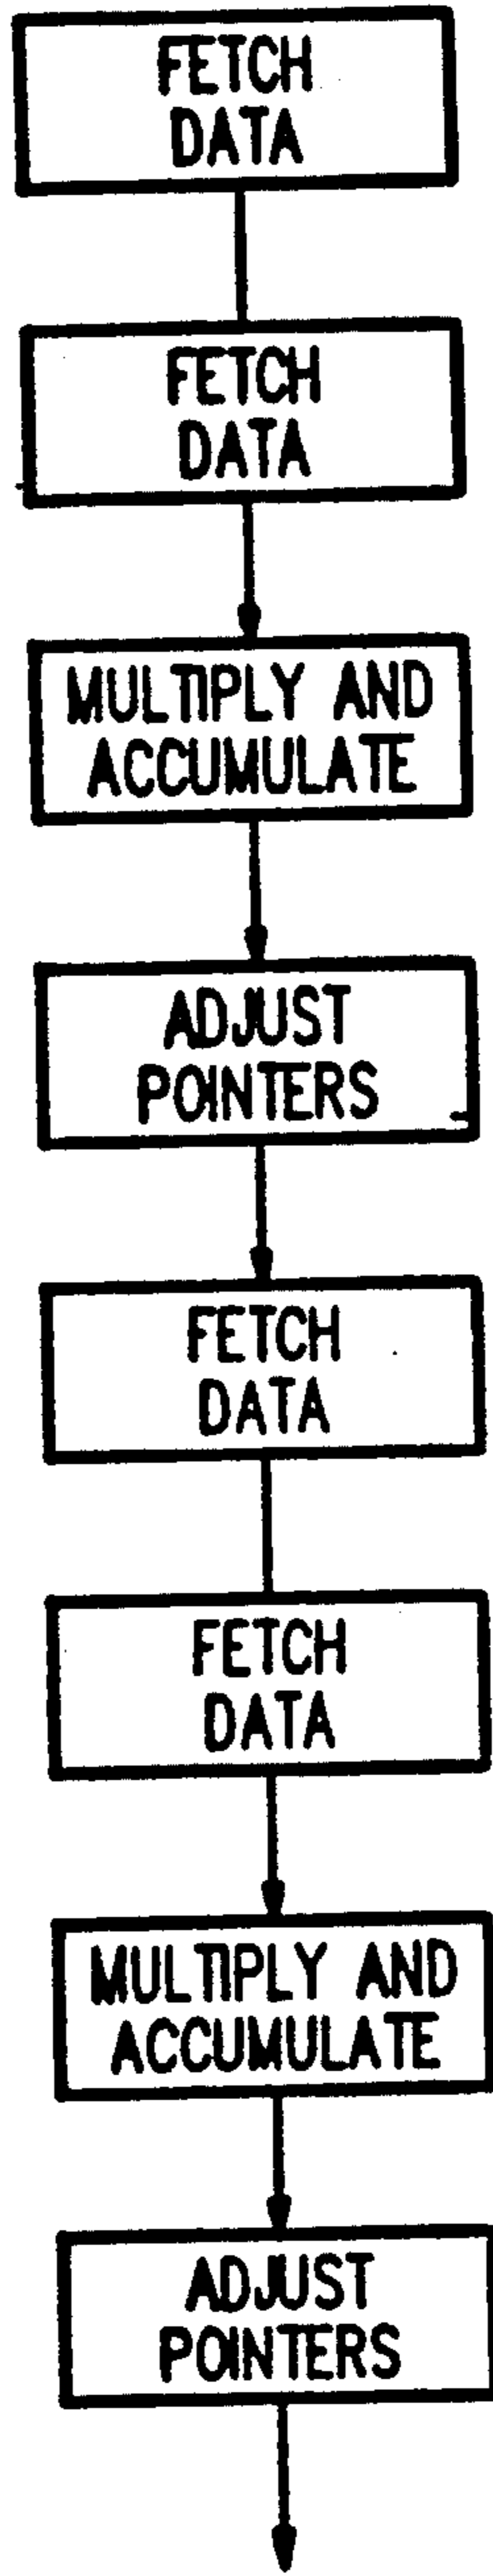 FETCH
DATA
FETCH
DATA
MULTIPLY AND
ACCUMULATE
ADJUST
POINTERS
FETCH
DATA
FETCH
DATA
MULTIPLY AND
ACCUMULATE
ADJUST
POINTERS